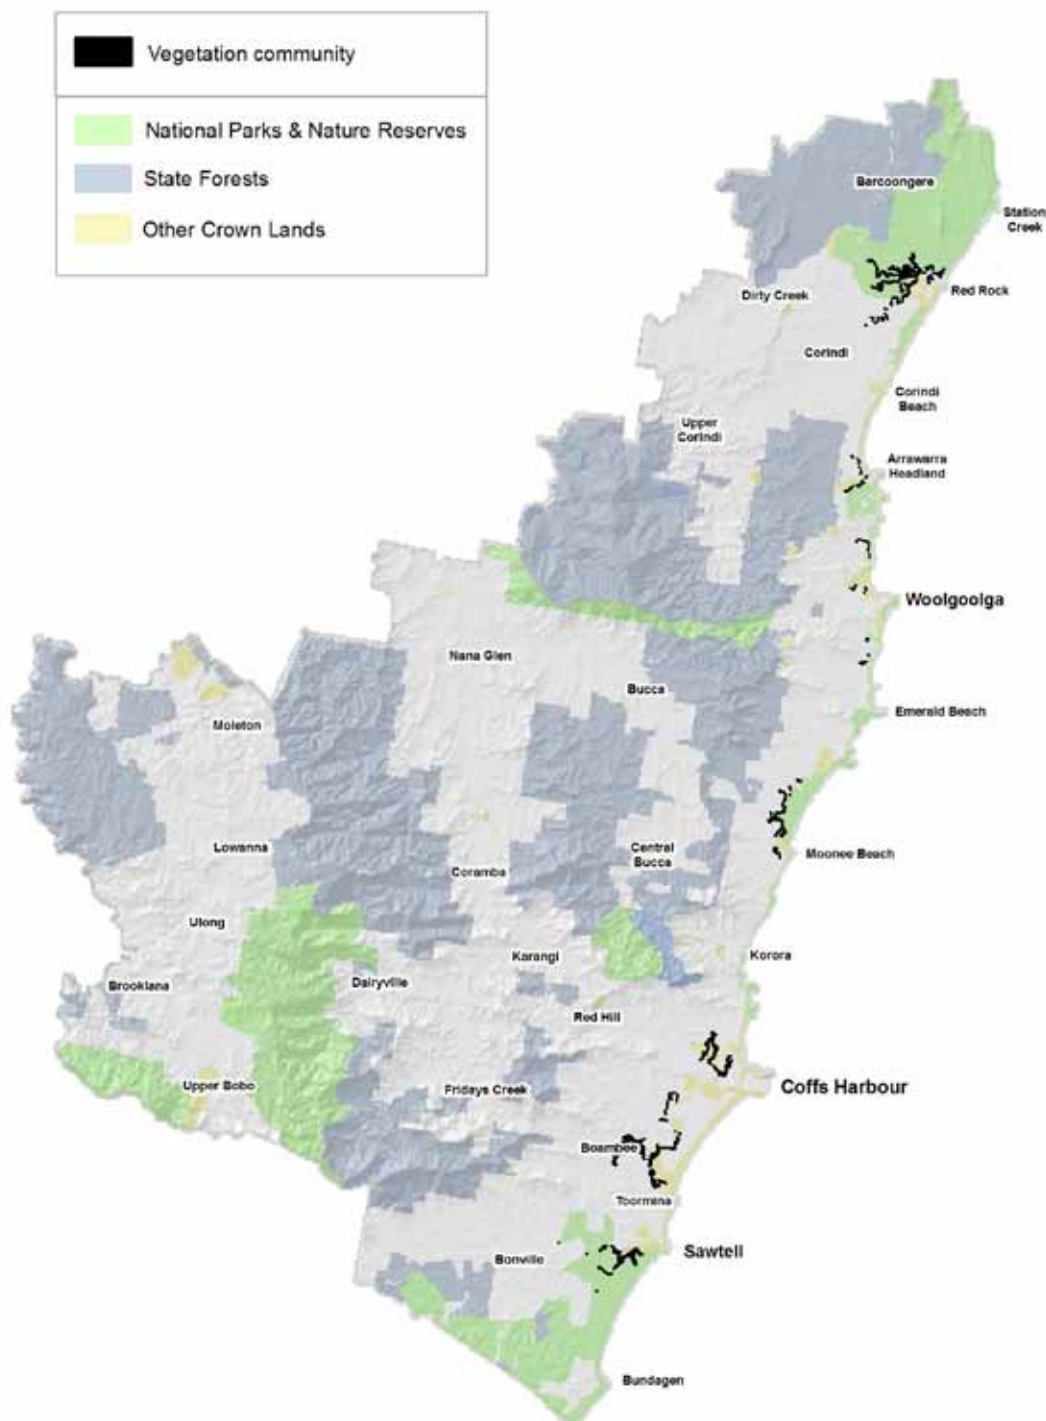 Vegetation community
National Parks & Nature Reserves
State Forests
Other Crown Lands
Barcoongere
Station
Creek
Red Rock
Dirty Creek
Corindi
Corindi
Beach
Upper
Corindi
Arrawarra
Headland
Woolgoolga
Nana Glen
Bucca
Emerald Beach
Moleton
Lowanna
Central
Bucca
Moonee Beach
Coramba
Ulong
Karangi
Korora
Brooklana
Dairyville
Red Hill
Upper Bobo
Fridays Creek
Coffs Harbour
Boambee
Toormina
Bonville
Sawtell
Bundagen